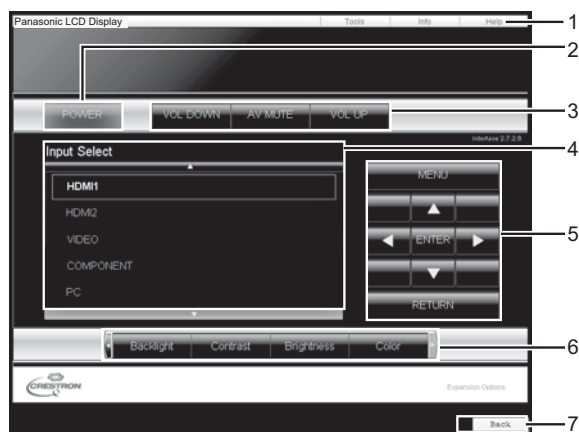 Panasonic LCD Display Tools Info Help 1
2
POWER VOL DOWN AV MUTE VOL UP 3
Interface 2.7.2.6
Input Select 4
MENU
HDMI1
HDMI2
VIDEO ENTER 5
COMPONENT
PC RETURN
Backlight Contrast Brightness Color 6
CRESTRON Expansion Options
Back 7